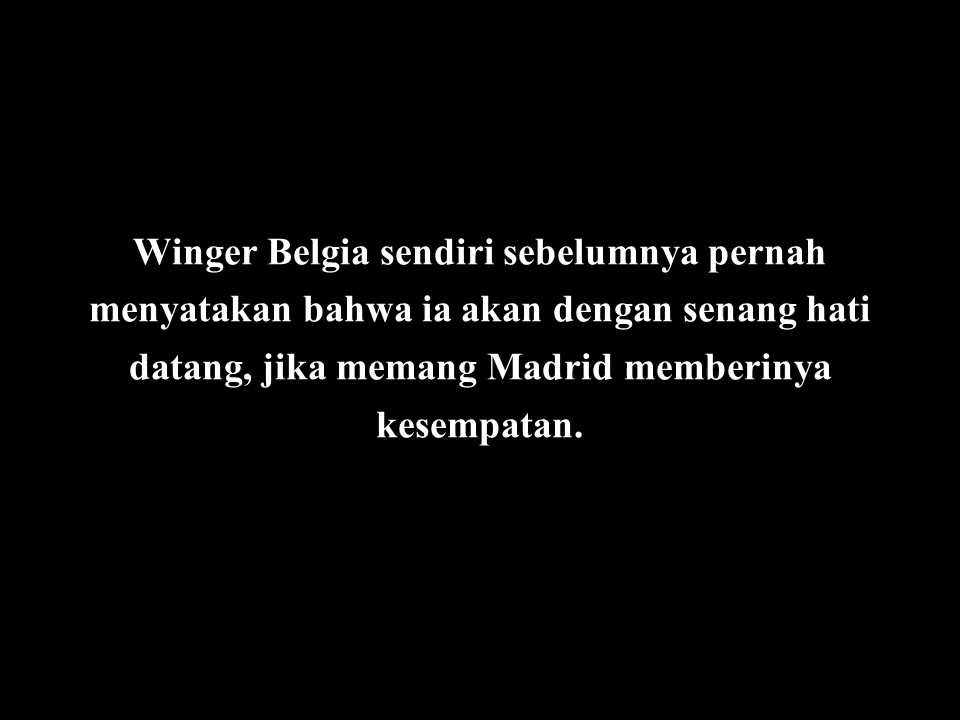 Winger Belgia sendiri sebelumnya pernah
menyatakan bahwa ia akan dengan senang hati
datang, jika memang Madrid memberinya
kesempatan.